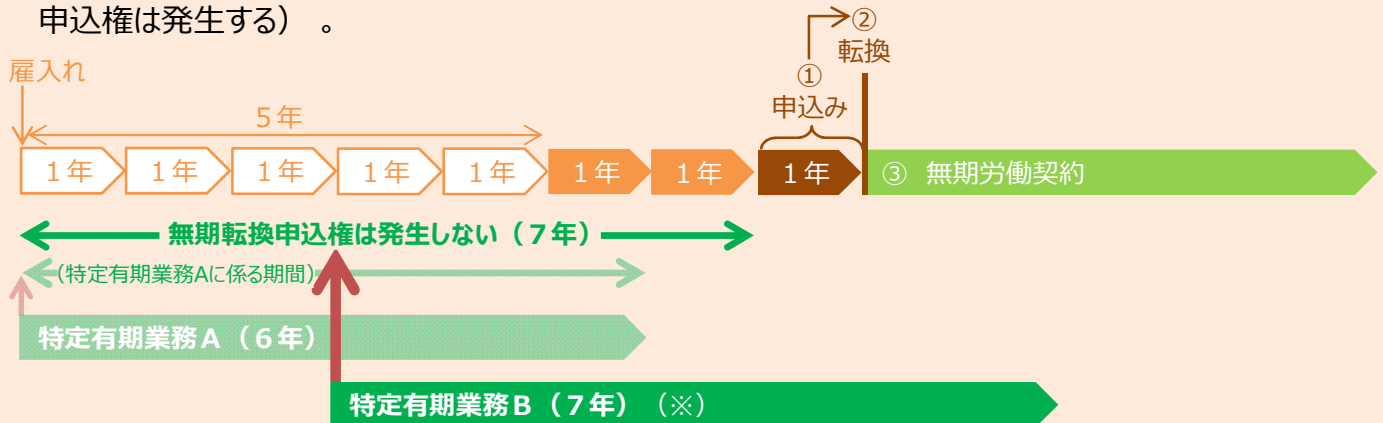 申込権は発生する） 。
②
転換
雇入れ
①
申込み
５年
１年 １年 １年 １年 １年 １年 １年 １年 ③ 無期労働契約
無期転換申込権は発生しない（７年）
（特定有期業務Aに係る期間）
特定有期業務Ａ（６年）
特定有期業務Ｂ（７年）（※）